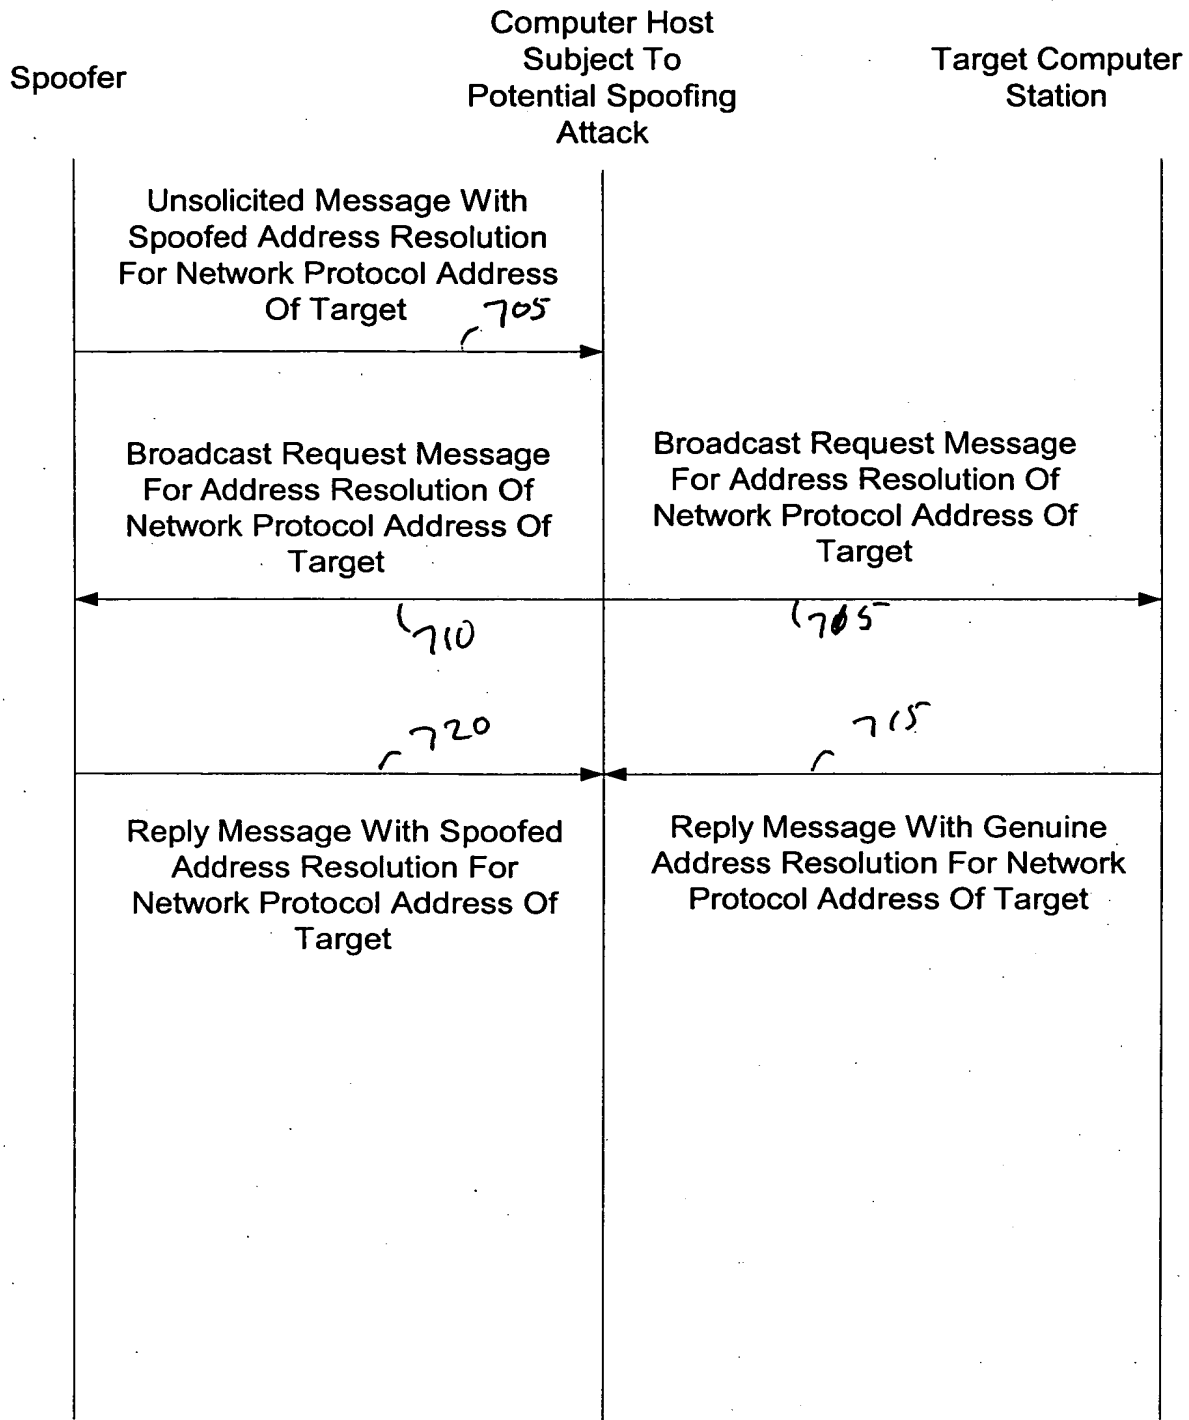 Spoofer
Computer Host
Subject To
Potential Spoofing
Attack
Target Computer
Station
Unsolicited Message With
Spoofed Address Resolution
For Network Protocol Address
Of Target
705
Broadcast Request Message
For Address Resolution Of
Network Protocol Address Of
Target
710
Broadcast Request Message
For Address Resolution Of
Network Protocol Address Of
Target
720
715
Reply Message With Spoofed
Address Resolution For
Network Protocol Address Of
Target
Reply Message With Genuine
Address Resolution For Network
Protocol Address Of Target